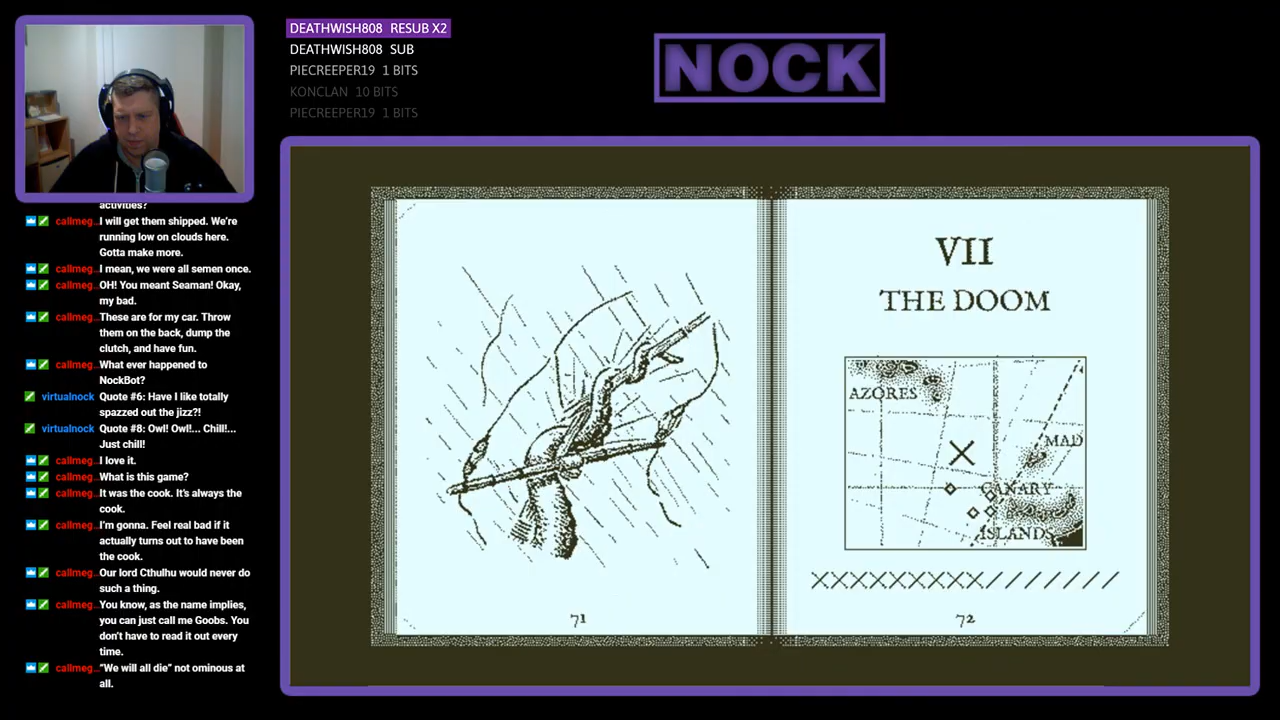 DEATHWISH808 RESUB X2
DEATHWISH808 SUB
PIECREEPER19 1 BITS
KONCLAN 10 BITS
PIECREEPER19 1 BITS
NOCK
activities?
callmeg... I will get them shipped. We're
running low on clouds here.
Gotta make more.
callmeg... I mean, we were all semen once.
callmeg... OH! You meant Seaman! Okay,
my bad.
callmeg... These are for my car. Throw
them on the back, dump the
clutch, and have fun.
callmeg... What ever happened to
NockBot?
virtualnock Quote #6: Have I like totally
spazzed out the jizz?!
virtualnock Quote #8: Owl! Owl!... Chill!...
Just chill!
callmeg... I love it.
callmeg... What is this game?
callmeg... It was the cook. It's always the
cook.
callmeg... I'm gonna. Feel real bad if it
actually turns out to have been
the cook.
callmeg... Our lord Cthulhu would never do
such a thing.
callmeg... You know, as the name implies,
you can just call me Goobs. You
don't have to read it out every
time.
callmeg... “We will all die” not ominous at
all.
71
VII
THE DOOM
AZORES
MAD
CANARY
ISLANDS
72